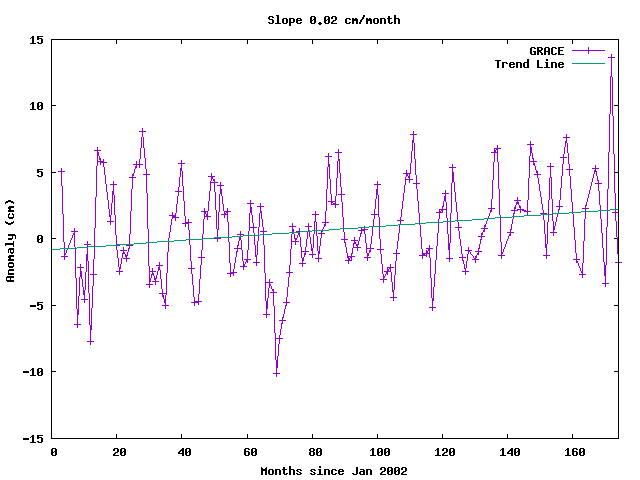 Slope 0.02 cm/month
GRACE
Trend Line
15
10
5
0
-5
-10
-15
Anomaly (cm)
0 20 40 60 80 100 120 140 160
Months since Jan 2002